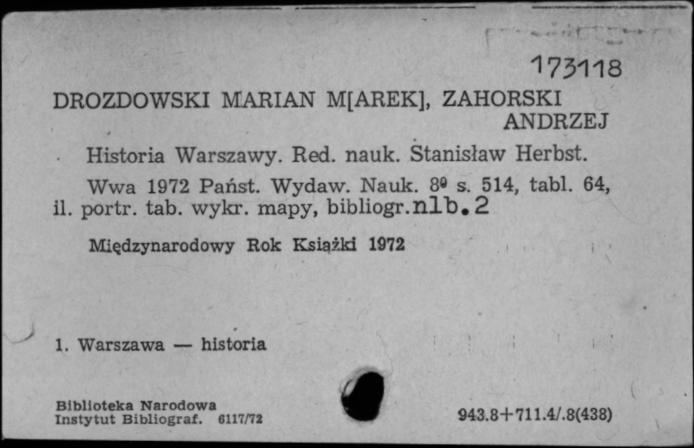 173118
DROZDOWSKI MARIAN M[AREK], ZAHORSKI
ANDRZEJ
Historia Warszawy. Red. nauk. Stanisław Herbst.
Wwa 1972 Państ. Wydaw. Nauk. 8° s. 514, tabl. 64,
il. portr. tab. wykr. mapy, bibliogr. nlb.2
Międzynarodowy Rok Książki 1972
1. Warszawa — historia
Biblioteka Narodowa
Instytut Bibliograf. 6117/72
943.8+711.4/.8(438)